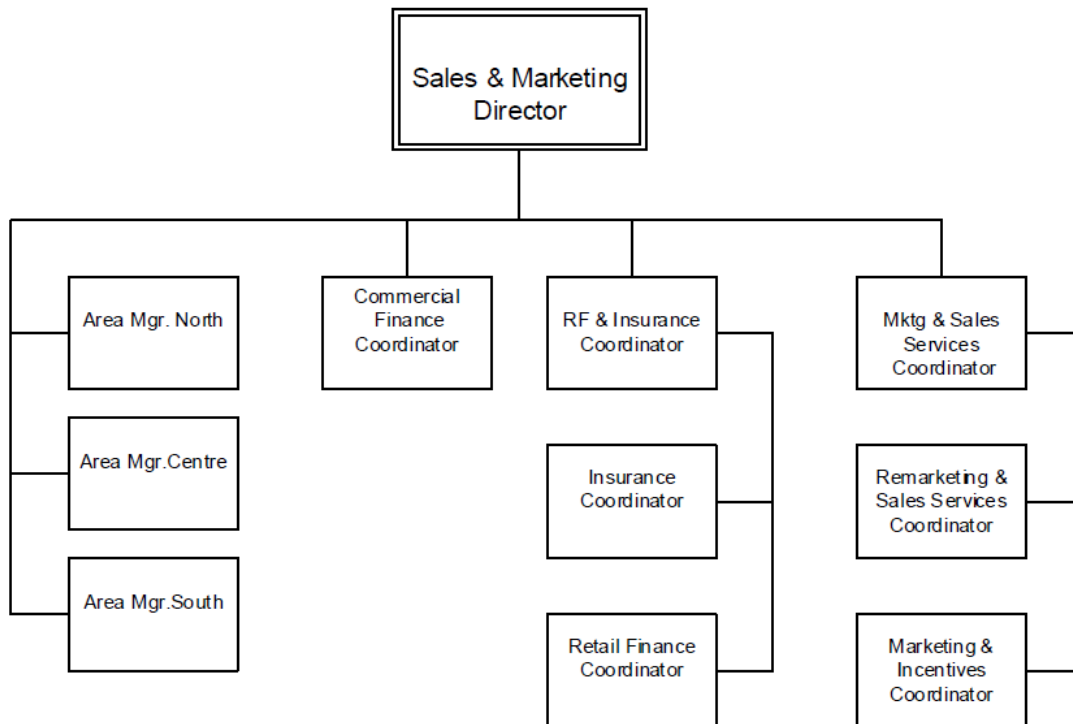 Sales & Marketing
Director
Area Mgr. North
Commercial
Finance
Coordinator
RF & Insurance
Coordinator
Mktg & Sales
Services
Coordinator
Area Mgr.Centre
Insurance
Coordinator
Remarketing &
Sales Services
Coordinator
Area Mgr.South
Retail Finance
Coordinator
Marketing &
Incentives
Coordinator